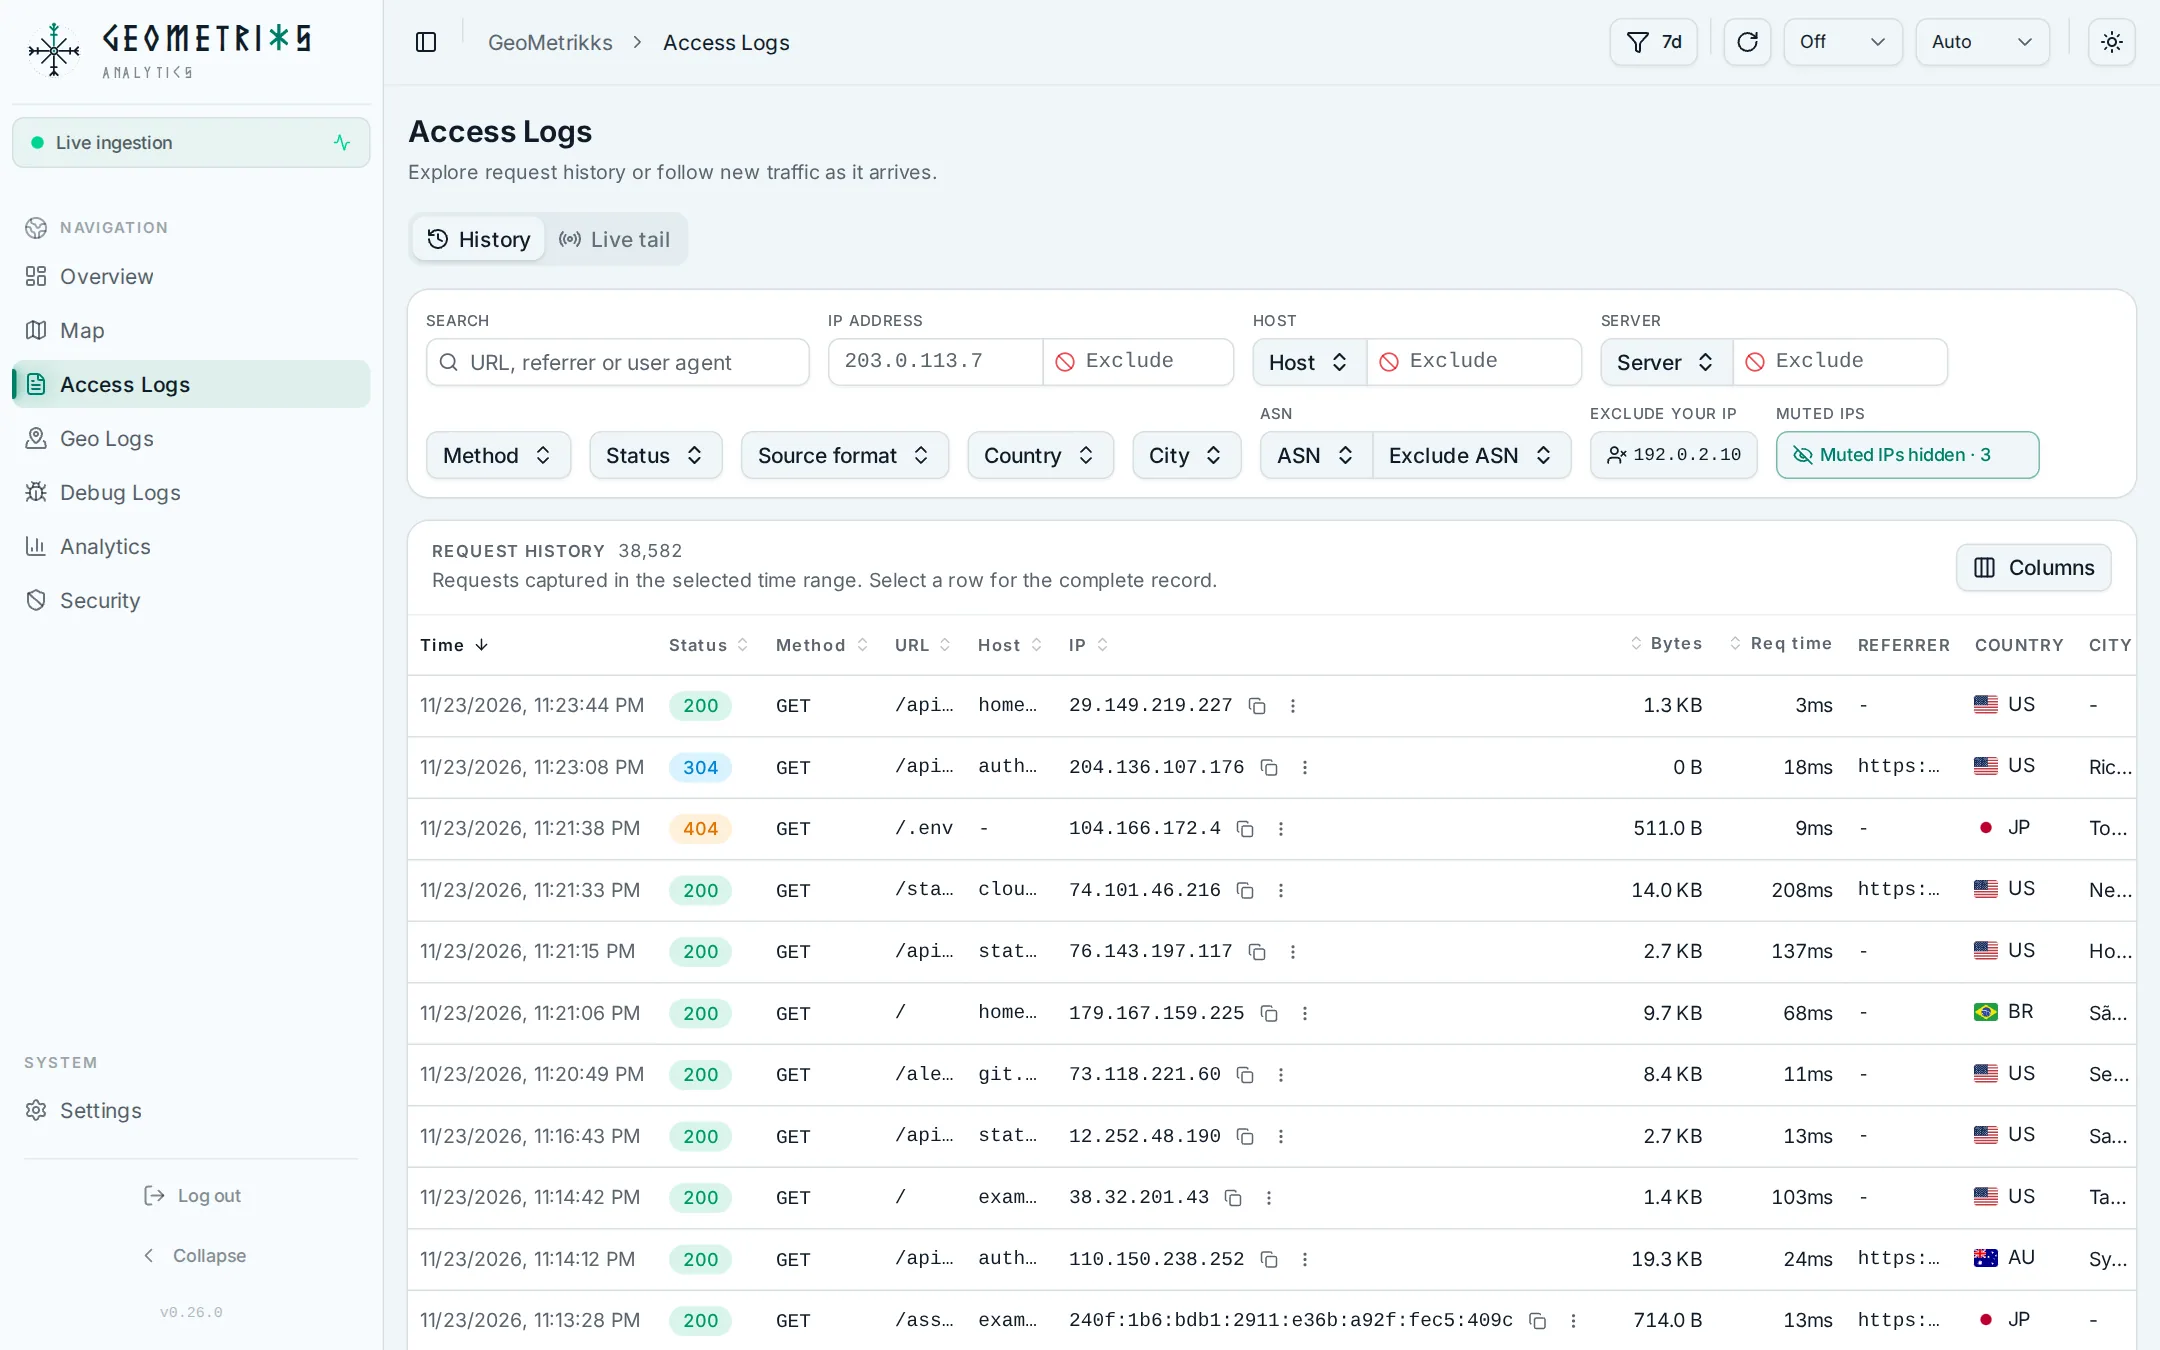 GEOMETRIKS
ANALYTICS
Live ingestion
NAVIGATION
Overview
Map
Access Logs
Geo Logs
Debug Logs
Analytics
Security
SYSTEM
Settings
Log out
Collapse
v0.26.0
GeoMetrikks > Access Logs
7d
Off
Auto
Access Logs
Explore request history or follow new traffic as it arrives.
History
Live tail
SEARCH
URL, referrer or user agent
IP ADDRESS
203.0.113.7
Exclude
HOST
Host
Exclude
SERVER
Server
Exclude
Method
Status
Source format
Country
City
ASN
ASN
Exclude ASN
EXCLUDE YOUR IP
192.0.2.10
MUTED IPS
Muted IPs hidden · 3
REQUEST HISTORY 38,582
Requests captured in the selected time range. Select a row for the complete record.
Columns
Time Status Method URL Host IP Bytes Req time REFERRER COUNTRY CITY
11/23/2026, 11:23:44 PM 200 GET /api… home… 29.149.219.227 1.3 KB 3ms - US -
11/23/2026, 11:23:08 PM 304 GET /api… auth… 204.136.107.176 0 B 18ms https:… US Ric…
11/23/2026, 11:21:38 PM 404 GET /.env - 104.166.172.4 511.0 B 9ms - JP To…
11/23/2026, 11:21:33 PM 200 GET /sta… clou… 74.101.46.216 14.0 KB 208ms https:… US Ne…
11/23/2026, 11:21:15 PM 200 GET /api… stat… 76.143.197.117 2.7 KB 137ms - US Ho…
11/23/2026, 11:21:06 PM 200 GET / home… 179.167.159.225 9.7 KB 68ms - BR Sã…
11/23/2026, 11:20:49 PM 200 GET /ale… git.… 73.118.221.60 8.4 KB 11ms - US Se…
11/23/2026, 11:16:43 PM 200 GET /api… stat… 12.252.48.190 2.7 KB 13ms - US Sa…
11/23/2026, 11:14:42 PM 200 GET / exam… 38.32.201.43 1.4 KB 103ms - US Ta…
11/23/2026, 11:14:12 PM 200 GET /api… auth… 110.150.238.252 19.3 KB 24ms https:… AU Sy…
11/23/2026, 11:13:28 PM 200 GET /ass… exam… 240f:1b6:bdb1:2911:e36b:a92f:fec5:409c 714.0 B 13ms https:… JP -